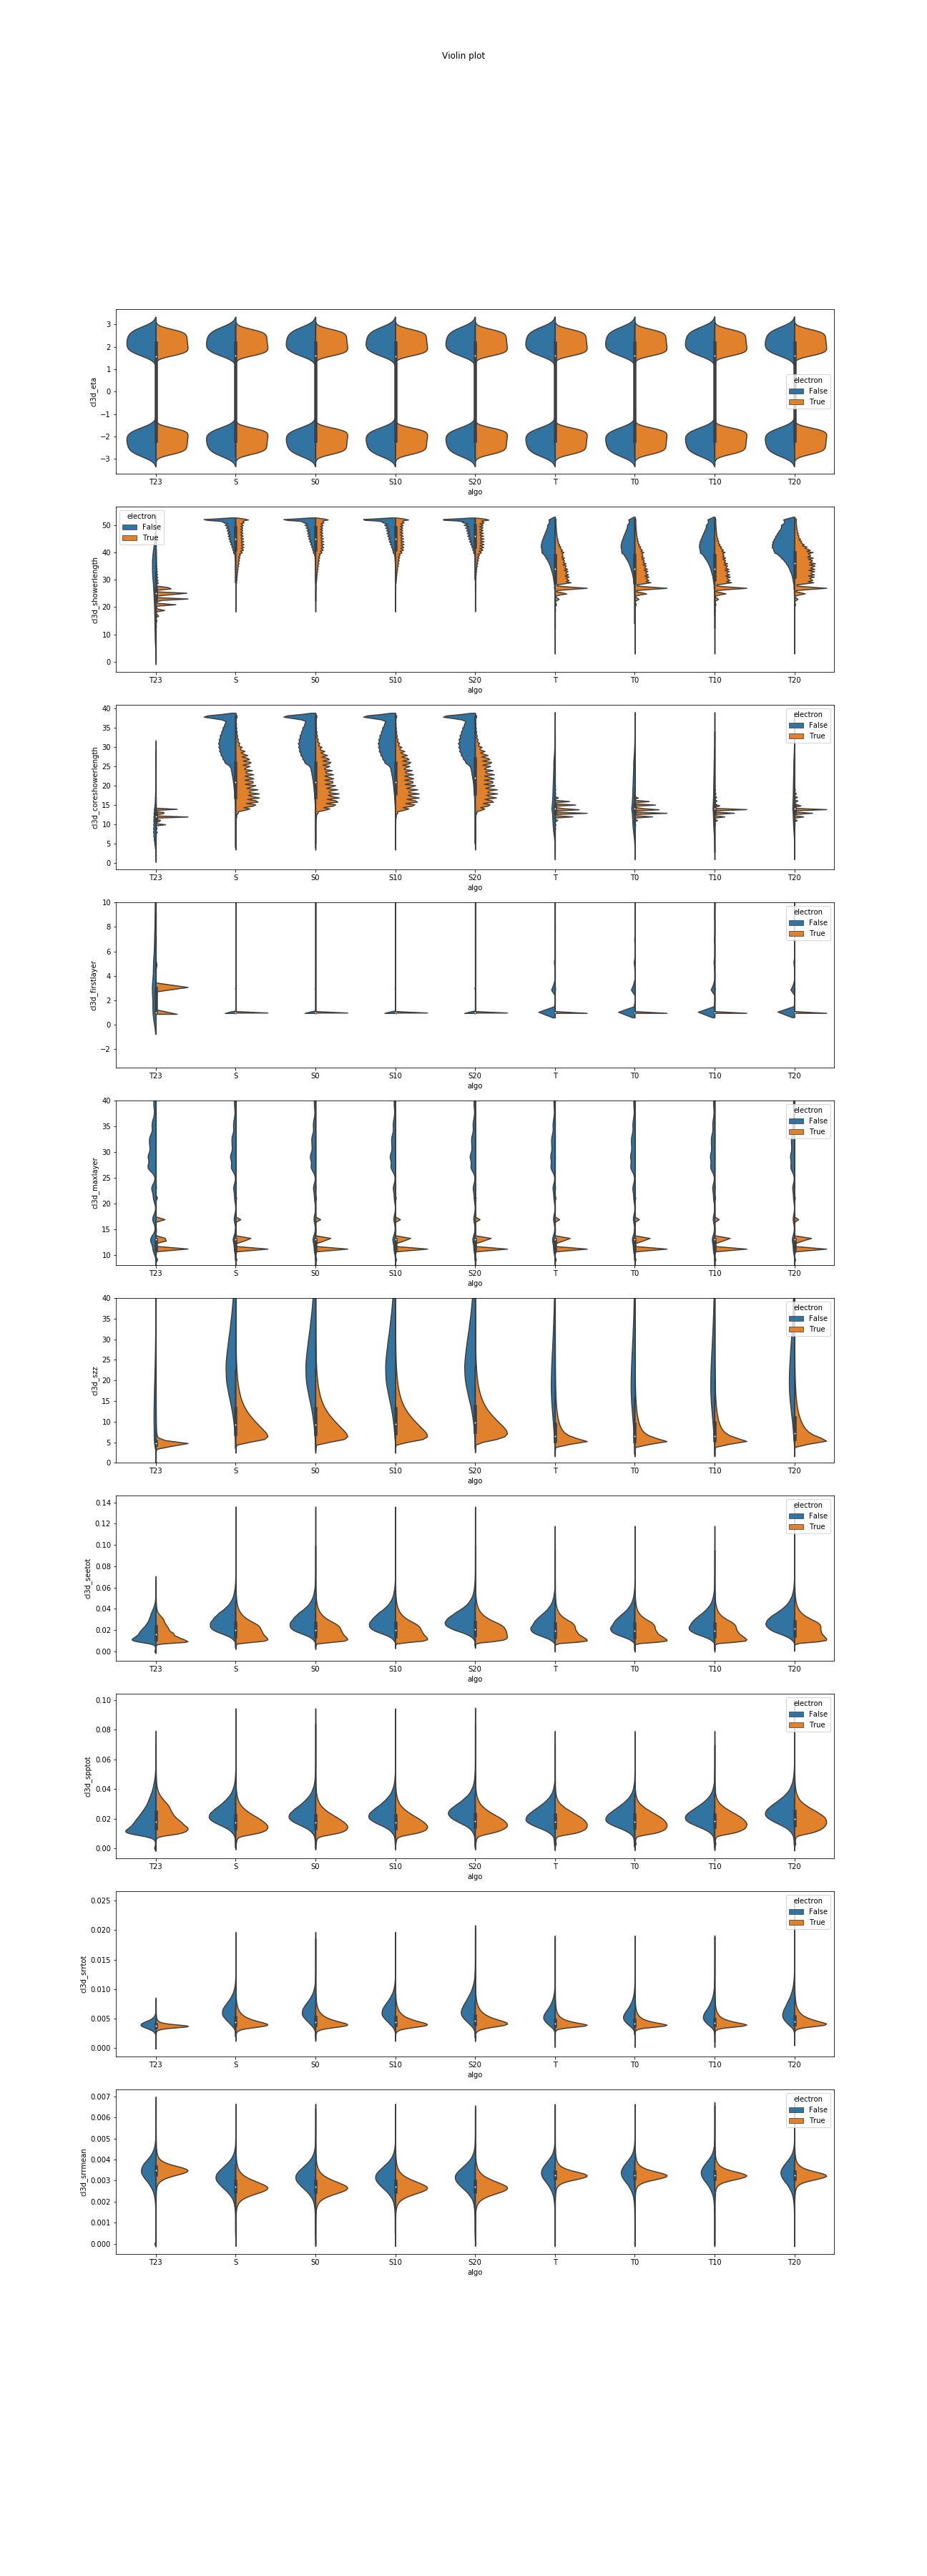 Violin plot
cl3d_eta
3
2
1
0
−1
−2
−3
electron
False
True
T23 S S0 S10 S20 T T0 T10 T20
algo
cl3d_showerlength
50
40
30
20
10
0
electron
False
True
T23 S S0 S10 S20 T T0 T10 T20
algo
cl3d_coreshowerlength
40
35
30
25
20
15
10
5
0
electron
False
True
T23 S S0 S10 S20 T T0 T10 T20
algo
cl3d_firstlayer
10
8
6
4
2
0
−2
electron
False
True
T23 S S0 S10 S20 T T0 T10 T20
algo
cl3d_maxlayer
40
35
30
25
20
15
10
electron
False
True
T23 S S0 S10 S20 T T0 T10 T20
algo
cl3d_szz
40
35
30
25
20
15
10
5
0
electron
False
True
T23 S S0 S10 S20 T T0 T10 T20
algo
cl3d_seetot
0.14
0.12
0.10
0.08
0.06
0.04
0.02
0.00
electron
False
True
T23 S S0 S10 S20 T T0 T10 T20
algo
cl3d_spptot
0.10
0.08
0.06
0.04
0.02
0.00
electron
False
True
T23 S S0 S10 S20 T T0 T10 T20
algo
cl3d_srrtot
0.025
0.020
0.015
0.010
0.005
0.000
electron
False
True
T23 S S0 S10 S20 T T0 T10 T20
algo
cl3d_srrmean
0.007
0.006
0.005
0.004
0.003
0.002
0.001
0.000
electron
False
True
T23 S S0 S10 S20 T T0 T10 T20
algo